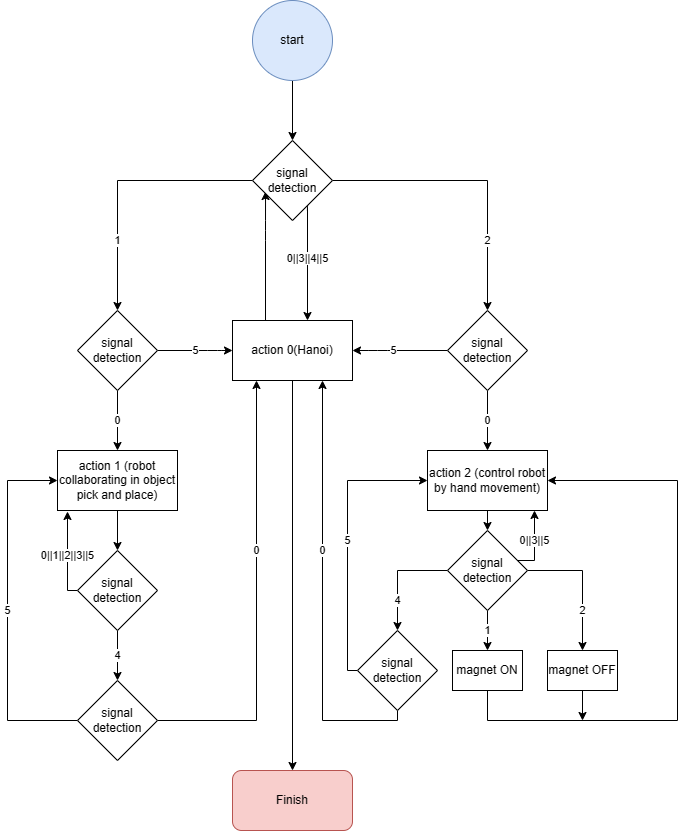 start
signal
detection
0||3||4||5
1
2
signal
detection
5
action 0(Hanoi)
5
signal
detection
0
0
action 1 (robot
collaborating in object
pick and place)
action 2 (control robot
by hand movement)
0||1||2||3||5
signal
detection
0
0
5
0||3||5
signal
detection
5
4
1
2
4
signal
detection
signal
detection
magnet ON
magnet OFF
Finish